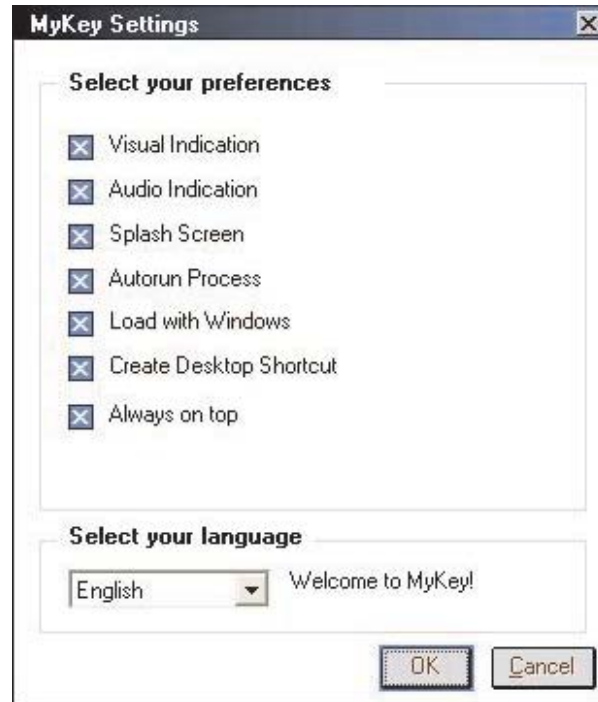 MyKey Settings
Select your preferences
Visual Indication
Audio Indication
Splash Screen
Autorun Process
Load with Windows
Create Desktop Shortcut
Always on top
Select your language
English
Welcome to MyKey!
OK
Cancel